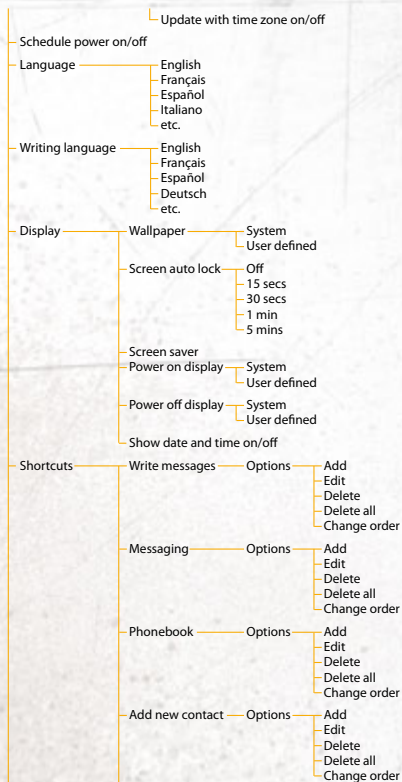 Update with time zone on/off
Schedule power on/off
Language English
Français
Español
Italiano
etc.
Writing language English
Français
Español
Deutsch
etc.
Display Wallpaper System
User defined
Screen auto lock Off
15 secs
30 secs
1 min
5 mins
Screen saver
Power on display System
User defined
Power off display System
User defined
Show date and time on/off
Shortcuts Write messages Options Add
Edit
Delete
Delete all
Change order
Messaging Options Add
Edit
Delete
Delete all
Change order
Phonebook Options Add
Edit
Delete
Delete all
Change order
Add new contact Options Add
Edit
Delete
Delete all
Change order